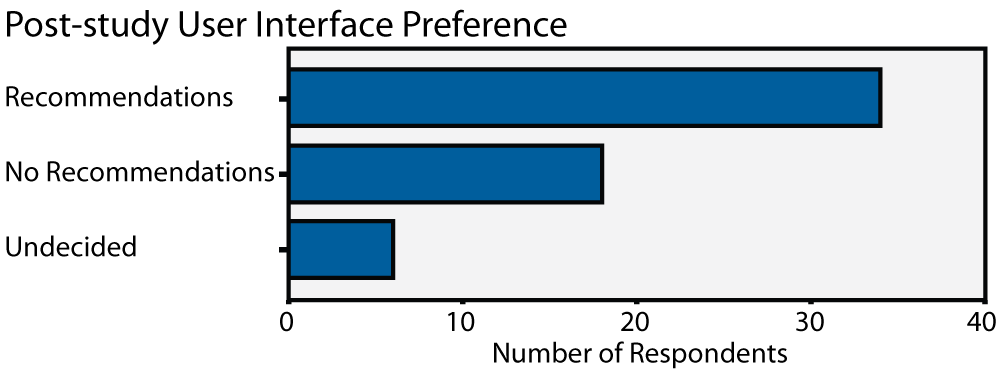 Post-study User Interface Preference
Recommendations
No Recommendations
Undecided
0 10 20 30 40
Number of Respondents